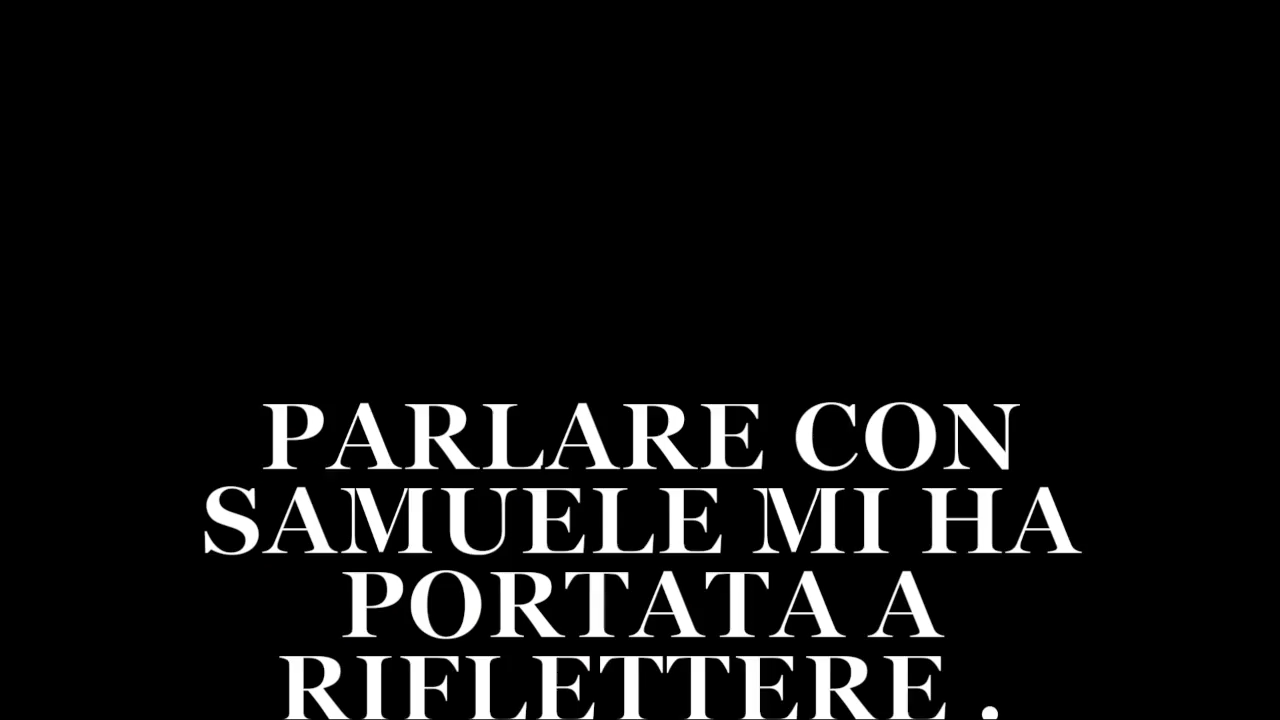 PARLARE CON
SAMUELE MI HA
PORTATA A
RIFLETTERE .